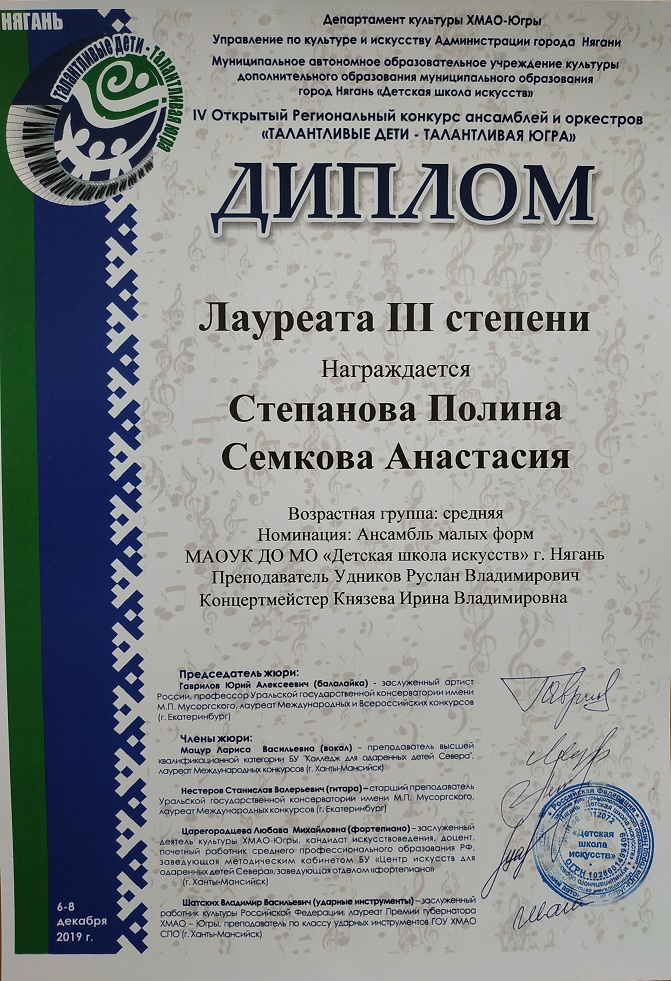 НЯГАНЬ
ТАЛАНТЛИВЫЕ ДЕТИ - ТАЛАНТЛИВАЯ ЮГРА
Департамент культуры ХМАО-Югры
Управление по культуре и искусству Администрации города Нягани
Муниципальное автономное образовательное учреждение культуры
дополнительного образования муниципального образования
город Нягань «Детская школа искусств»
IV Открытый Региональный конкурс ансамблей и оркестров
«ТАЛАНТЛИВЫЕ ДЕТИ - ТАЛАНТЛИВАЯ ЮГРА»
ДИПЛОМ
Лауреата III степени
Награждается
Степанова Полина
Семкова Анастасия
Возрастная группа: средняя
Номинация: Ансамбль малых форм
МАОУК ДО МО «Детская школа искусств» г. Нягань
Преподаватель Удников Руслан Владимирович
Концертмейстер Князева Ирина Владимировна
Председатель жюри:
Гаврилов Юрий Алексеевич (балалайка) - заслуженный артист
России, профессор Уральской государственной консерватории имени
М.П. Мусоргского, лауреат Международных и Всероссийских конкурсов
(г. Екатеринбург)
Члены жюри:
Мацур Лариса Васильевна (вокал) – преподаватель высшей
квалификационной категории БУ "Колледж для одаренных детей Севера",
лауреат Международных конкурсов (г. Ханты-Мансийск)
Нестеров Станислав Валерьевич (гитара) – старший преподаватель
Уральской государственной консерватории имени М.П. Мусоргского,
лауреат Международных конкурсов (г. Екатеринбург)
Царегородцева Любава Михайловна (фортепиано) – заслуженный
деятель культуры ХМАО-Югры, кандидат искусствоведения, доцент,
почетный работник среднего профессионального образования РФ,
заведующая методическим кабинетом БУ «Центр искусств для
одаренных детей Севера», заведующая отделом «фортепиано»
(г. Ханты-Мансийск)
Шатских Владимир Васильевич (ударные инструменты) – заслуженный
работник культуры Российской Федерации, лауреат Премии губернатора
ХМАО – Югры, преподаватель по классу ударных инструментов ГОУ ХМАО
СПО (г. Ханты-Мансийск)
«Детская
школа
искусств»
6-8
декабря
2019 г.